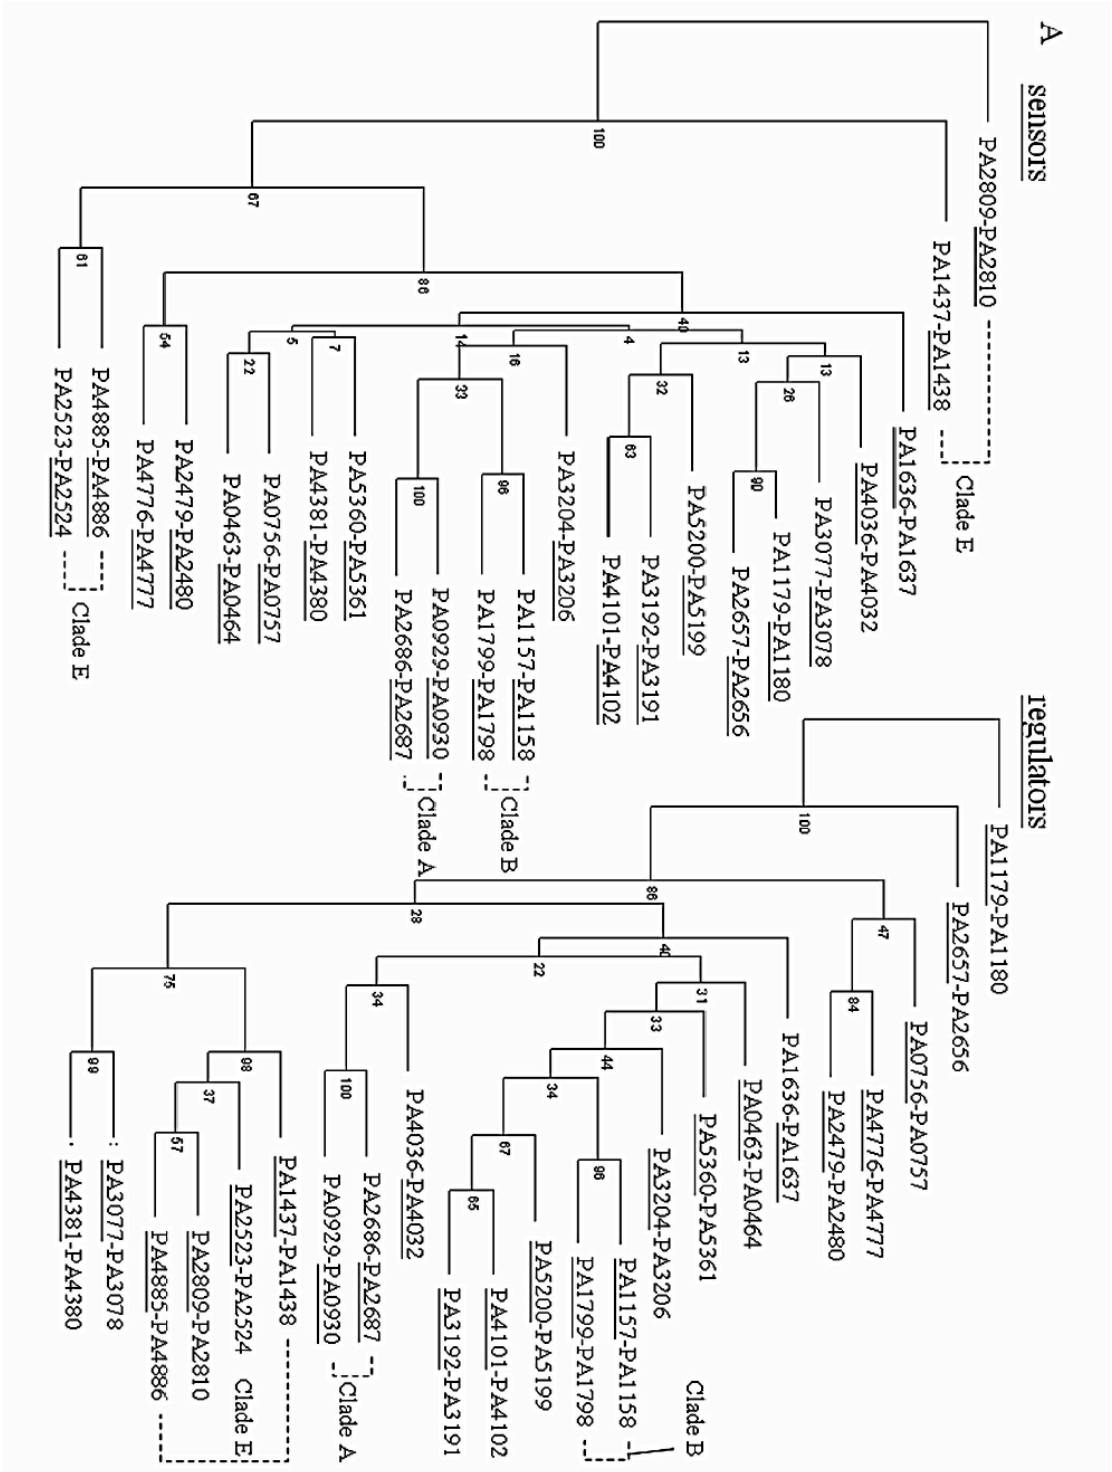 A
sensors
PA2809-PA2810
PA1437-PA1438
Clade E
PA1636-PA1637
PA4036-PA4032
PA3077-PA3078
PA1179-PA1180
PA2657-PA2656
PA5200-PA5199
PA3192-PA3191
PA4101-PA4102
PA3204-PA3206
PA1157-PA1158
PA1799-PA1798
Clade B
PA0929-PA0930
PA2686-PA2687
Clade A
PA5360-PA5361
PA4381-PA4380
PA0756-PA0757
PA0463-PA0464
PA2479-PA2480
PA4776-PA4777
PA4885-PA4886
PA2523-PA2524
Clade E
100
67
86
40
13
13
26
90
4
32
63
14
16
33
96
100
5
7
22
54
61
regulators
PA1179-PA1180
PA2657-PA2656
PA0756-PA0757
PA4776-PA4777
PA2479-PA2480
PA1636-PA1637
PA0463-PA0464
PA5360-PA5361
PA3204-PA3206
PA1157-PA1158
PA1799-PA1798
Clade B
PA5200-PA5199
PA4101-PA4102
PA3192-PA3191
PA4036-PA4032
PA2686-PA2687
PA0929-PA0930
Clade A
PA1437-PA1438
PA2523-PA2524
PA2809-PA2810
PA4885-PA4886
Clade E
PA3077-PA3078
PA4381-PA4380
100
86
47
84
28
40
22
31
33
44
34
96
67
65
34
100
75
98
37
57
99